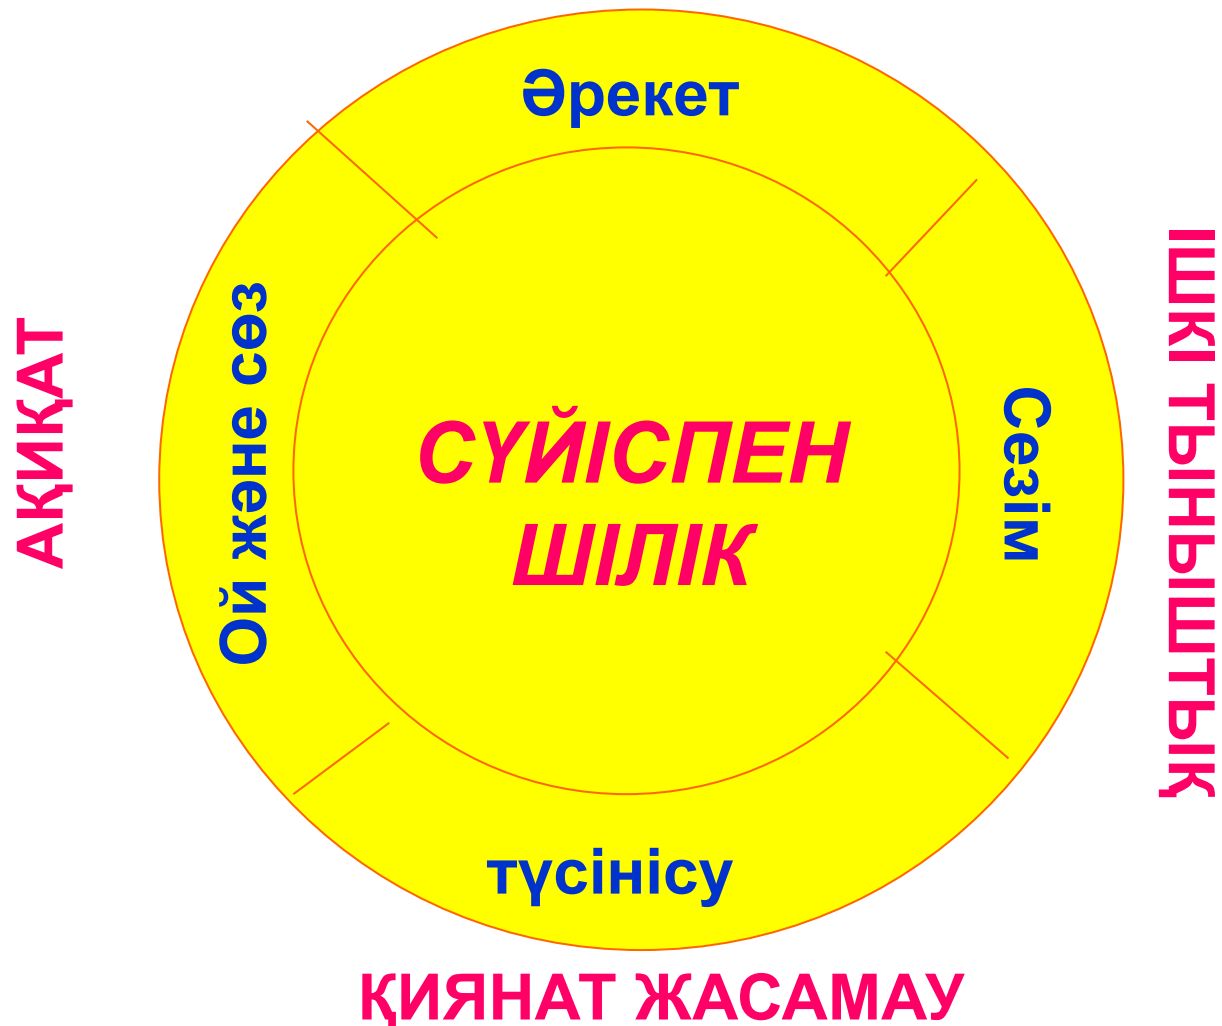 Әрекет
АҚИҚАТ
Ой және сөз
СҮЙІСПЕН
ШІЛІК
Сезім
ІШКІ ТЫНЫШТЫҚ
түсінісу
ҚИЯНАТ ЖАСАМАУ